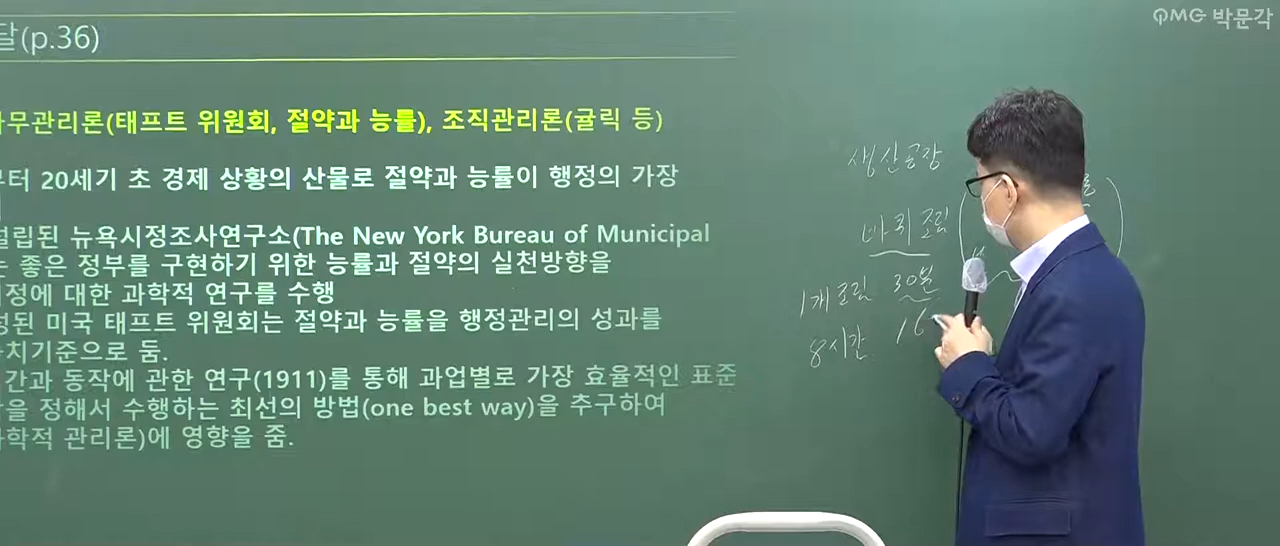 달(p.36)
사무관리론(태프트 위원회, 절약과 능률), 조직관리론(귤릭 등)
부터 20세기 초 경제 상황의 산물로 절약과 능률이 행정의 가장
설립된 뉴욕시정조사연구소(The New York Bureau of Municipal
는 좋은 정부를 구현하기 위한 능률과 절약의 실천방향을
시정에 대한 과학적 연구를 수행
성된 미국 태프트 위원회는 절약과 능률을 행정관리의 성과를
가치기준으로 둠.
시간과 동작에 관한 연구(1911)를 통해 과업별로 가장 효율적인 표준
을 정해서 수행하는 최선의 방법(one best way)을 추구하여
과학적 관리론)에 영향을 줌.
생산공장
바퀴조립
1개조립 30분
8시간 16
QMG 박문각